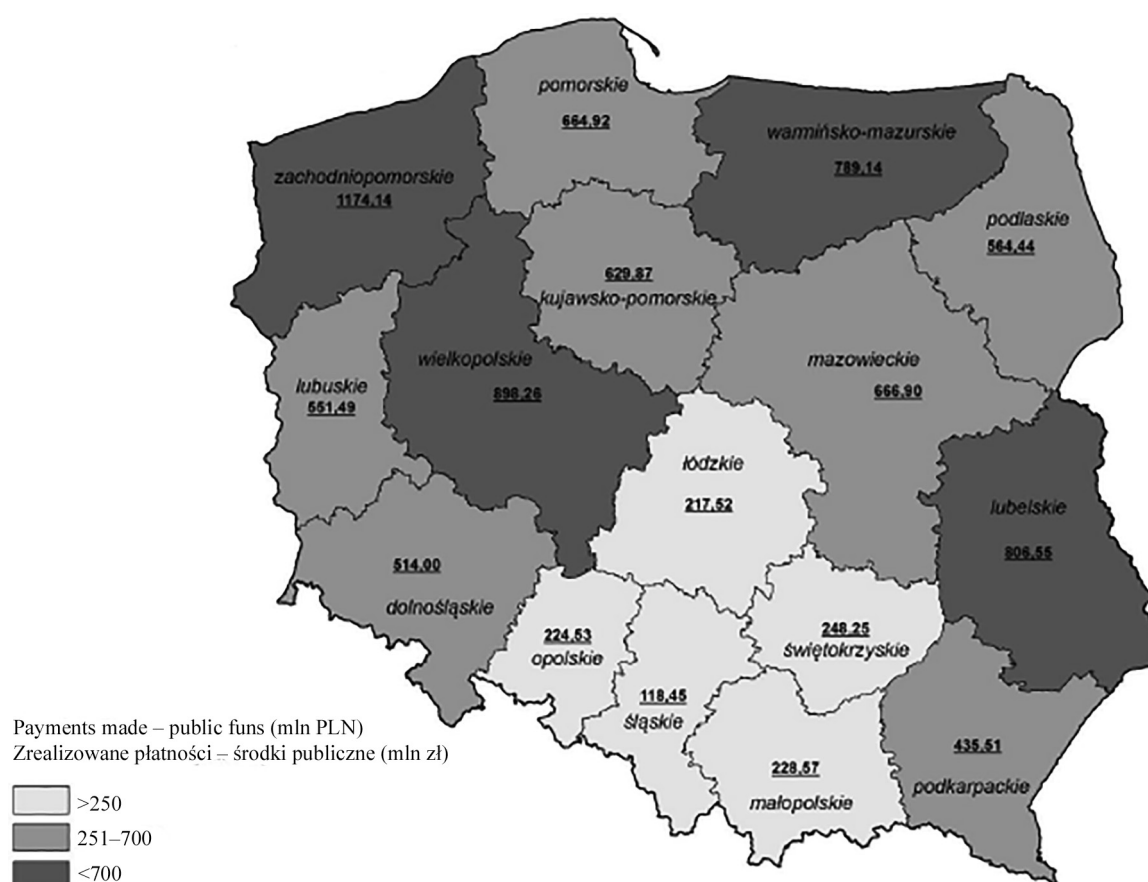 pomorskie
664,92
warmińsko-mazurskie
789,14
zachodniopomorskie
1174,14
podlaskie
564,44
629,87
kujawsko-pomorskie
wielkopolskie
898,26
mazowieckie
666,90
lubuskie
551,49
łódzkie
217,52
lubelskie
806,55
514,00
dolnośląskie
224,53
opolskie
248,25
świętokrzyskie
118,45
śląskie
Payments made – public funs (mln PLN)
Zrealizowane płatności – środki publiczne (mln zł)
435,51
podkarpackie
228,57
małopolskie
>250
251–700
<700